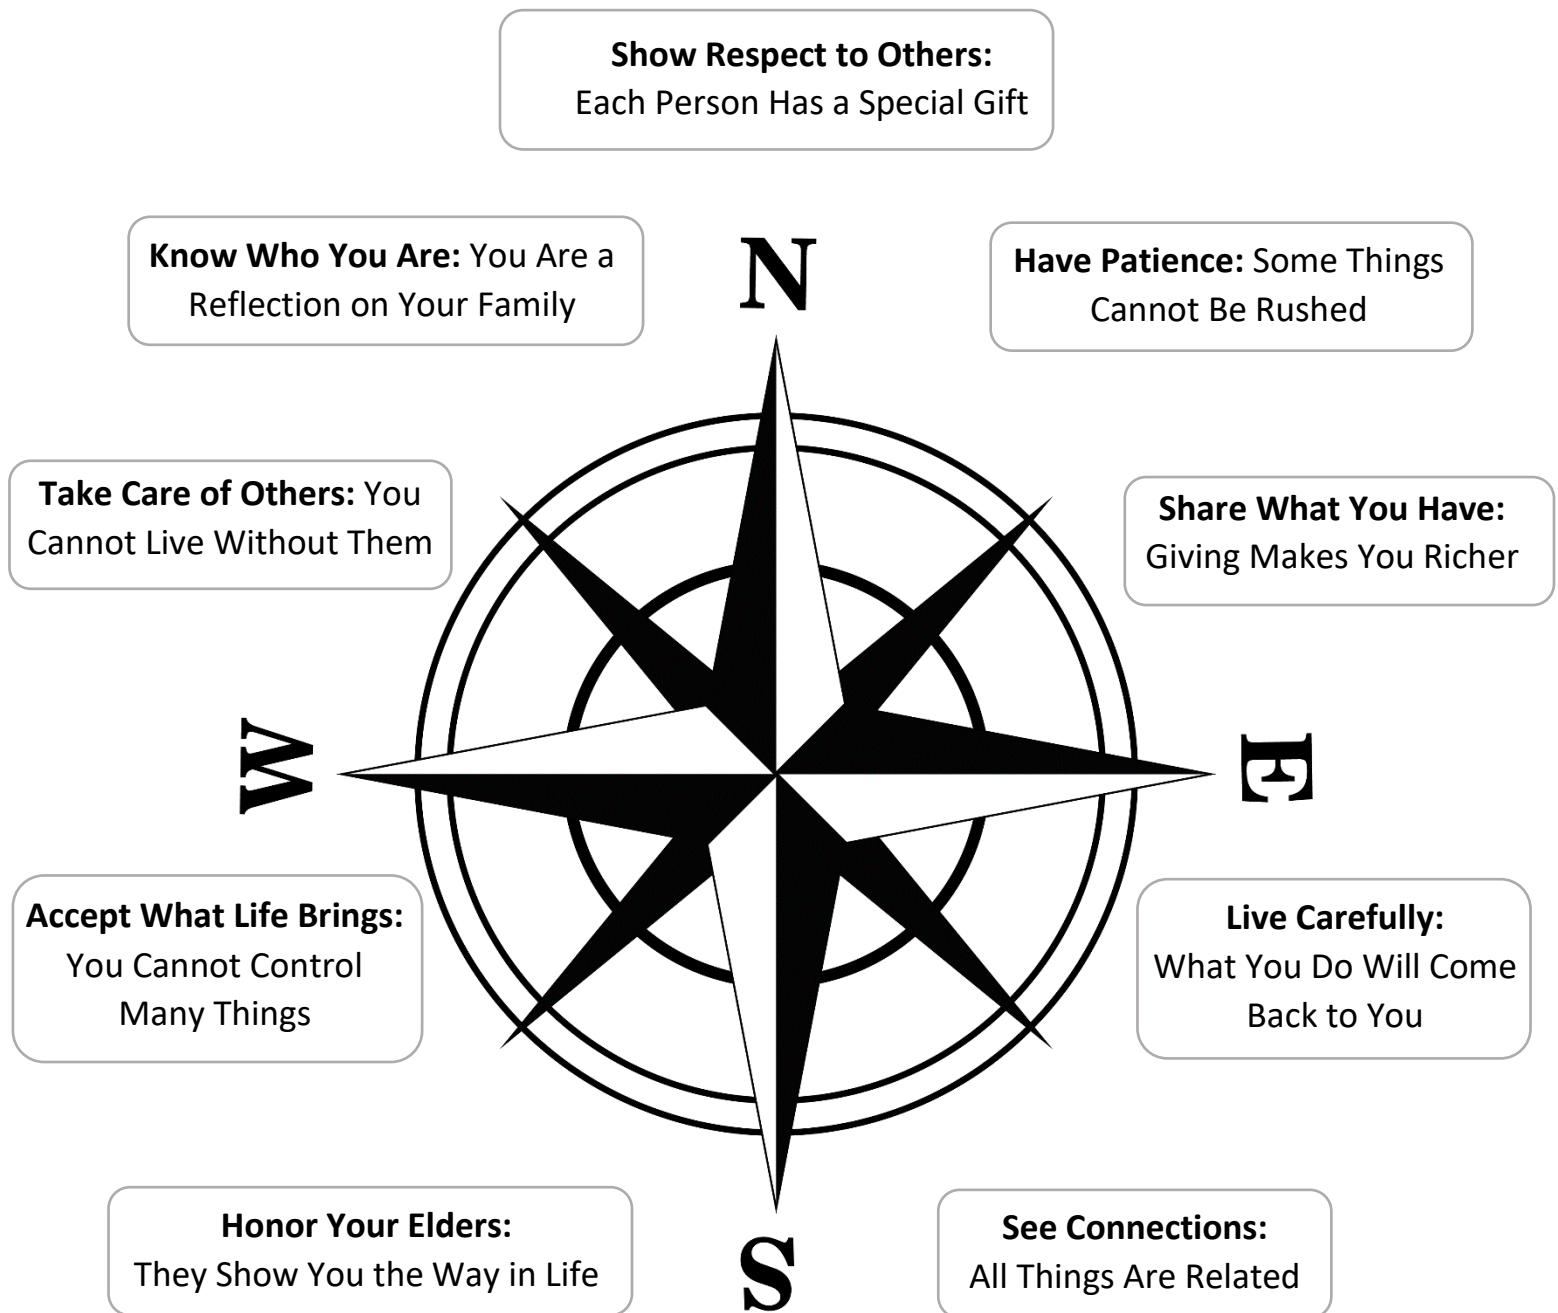 Show Respect to Others:
Each Person Has a Special Gift
Know Who You Are: You Are a
Reflection on Your Family
N
Have Patience: Some Things
Cannot Be Rushed
Take Care of Others: You
Cannot Live Without Them
Share What You Have:
Giving Makes You Richer
W
E
Accept What Life Brings:
You Cannot Control
Many Things
Live Carefully:
What You Do Will Come
Back to You
Honor Your Elders:
They Show You the Way in Life
S
See Connections:
All Things Are Related